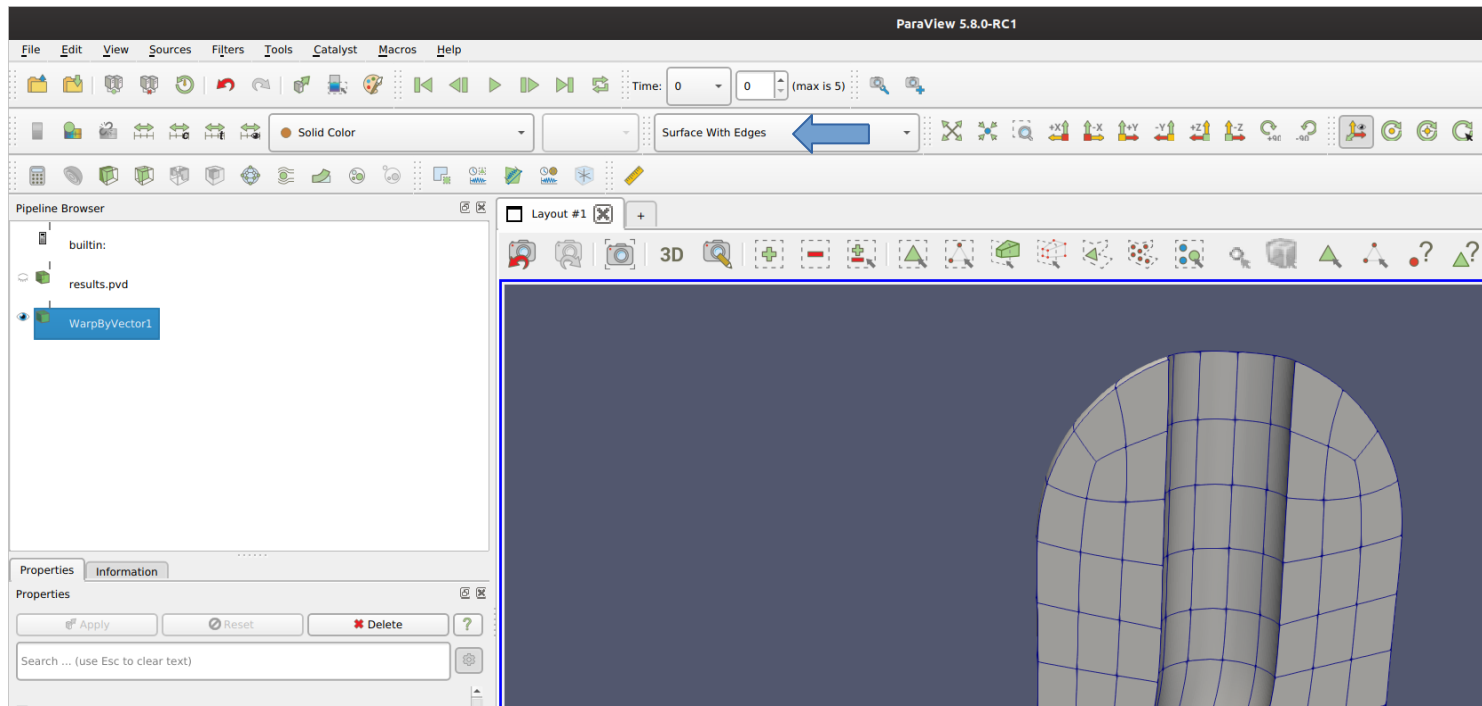 ParaView 5.8.0-RC1
File Edit View Sources Filters Tools Catalyst Macros Help
Time: 0 0 (max is 5)
Solid Color Surface With Edges +X -X +Y -Y +Z -Z +90 -90
Pipeline Browser
Layout #1 +
builtin:
3D
results.pvd
WarpByVector1
Properties Information
Properties
Apply Reset Delete ?
Search ... (use Esc to clear text)